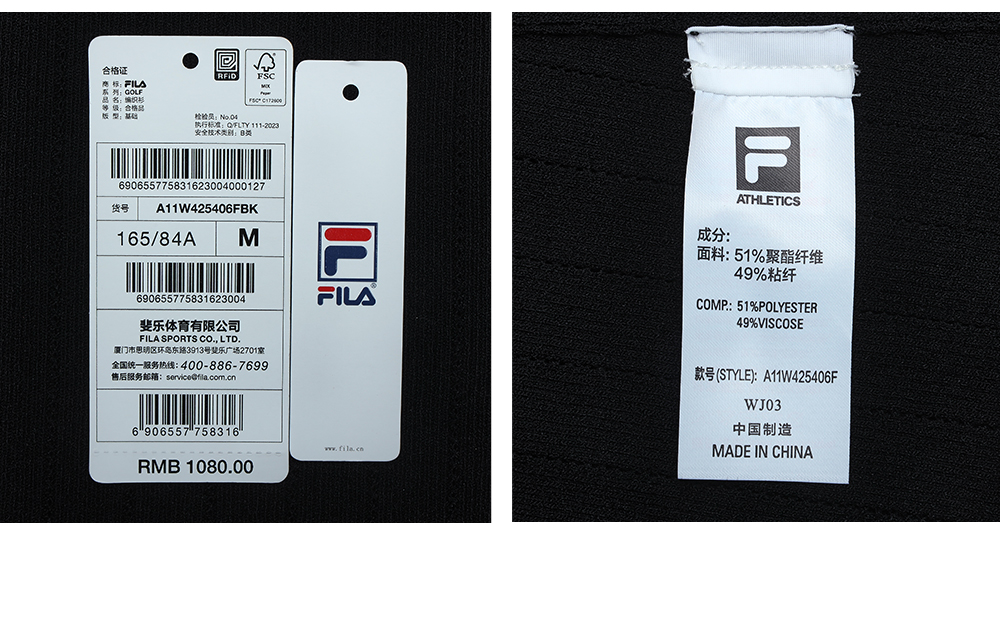 合格证
商 标: FILA
系 列: GOLF
品 名: 编织衫
等 级: 合格品
版 型: 基础
RFiD
FSC®
MIX
Paper
FSC® C172600
检验员: No.04
执行标准: Q/FLTY 111-2023
安全技术类别: B类
690655775831623004000127
货号 A11W425406FBK
165/84A M
690655775831623004
斐乐体育有限公司
FILA SPORTS CO., LTD.
厦门市思明区环岛东路3913号斐乐广场2701室
全国统一服务热线: 400-886-7699
售后服务邮箱: service@fila.com.cn
6 906557 758316
RMB 1080.00
FILA®
www.fila.cn
F
ATHLETICS
成分:
面料: 51%聚酯纤维
49%粘纤
COMP.: 51%POLYESTER
49%VISCOSE
款号(STYLE): A11W425406F
WJ03
中国制造
MADE IN CHINA